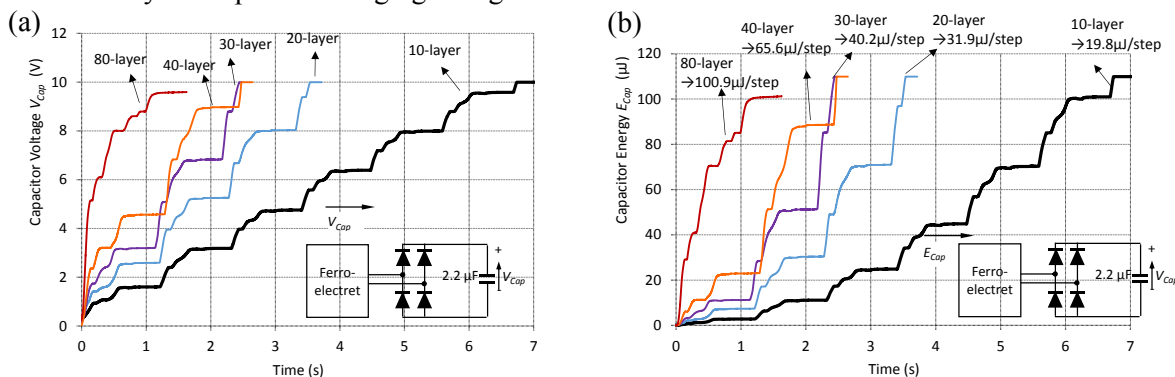 (a)
Capacitor Voltage VCap (V)
12
10
8
6
4
2
0
0 1 2 3 4 5 6 7
Time (s)
80-layer
40-layer
30-layer
20-layer
10-layer
VCap
Ferro-
electret
2.2 µF
+
VCap
(b)
Capacitor Energy ECap (µJ)
120
100
80
60
40
20
0
0 1 2 3 4 5 6 7
Time (s)
80-layer
→100.9µJ/step
40-layer
→65.6µJ/step
30-layer
→40.2µJ/step
20-layer
→31.9µJ/step
10-layer
→19.8µJ/step
ECap
Ferro-
electret
2.2 µF
+
VCap